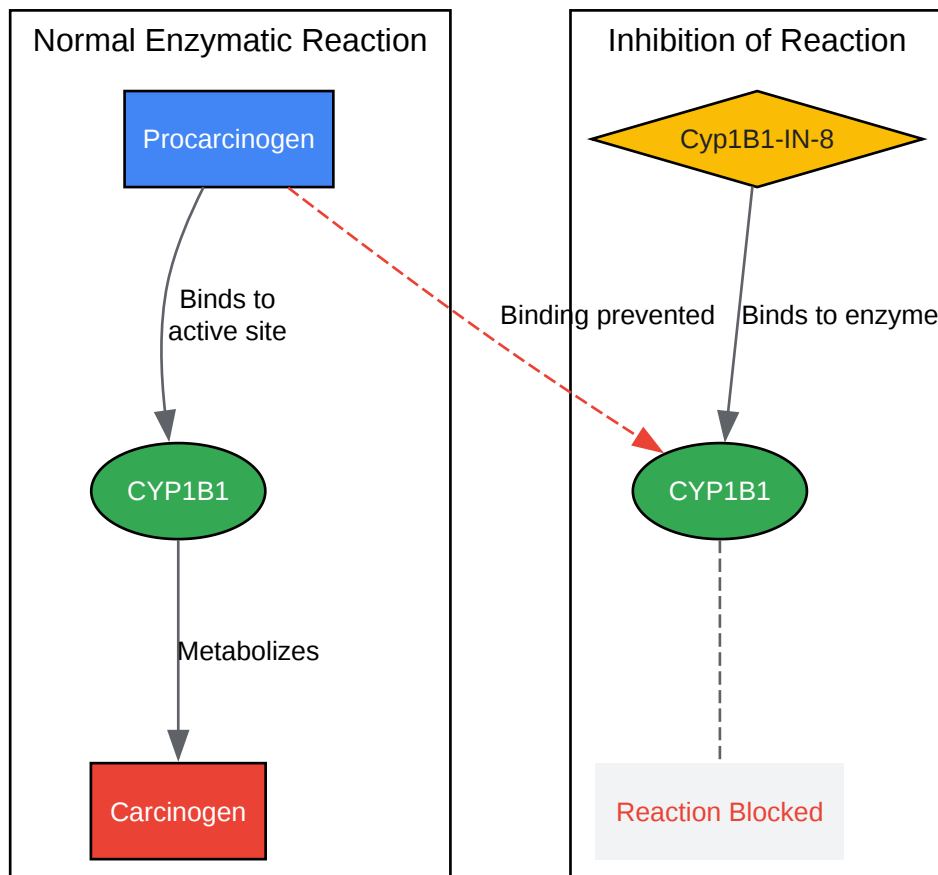 Normal Enzymatic Reaction
Procarcinogen
Binds to
active site
CYP1B1
Metabolizes
Carcinogen
Inhibition of Reaction
Cyp1B1-IN-8
Binding prevented
Binds to enzyme
CYP1B1
Reaction Blocked